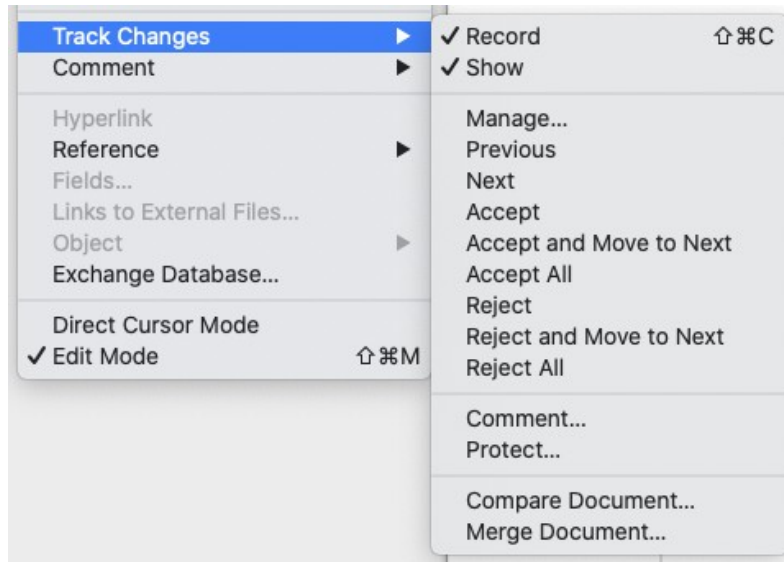 Track Changes ▶
Comment ▶
Hyperlink
Reference ▶
Fields...
Links to External Files...
Object ▶
Exchange Database...
Direct Cursor Mode
✓ Edit Mode ⇧⌘M
✓ Record ⇧⌘C
✓ Show
Manage...
Previous
Next
Accept
Accept and Move to Next
Accept All
Reject
Reject and Move to Next
Reject All
Comment...
Protect...
Compare Document...
Merge Document...